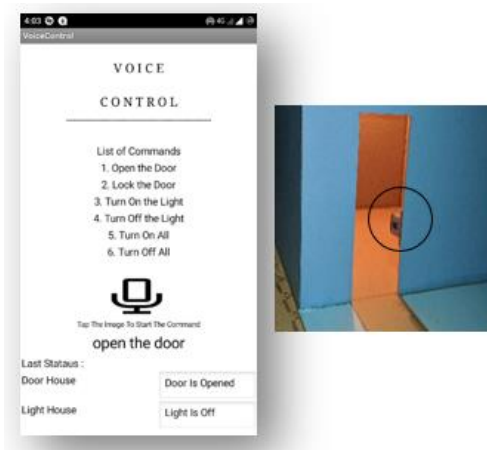 4:03 4G
VoiceControl
VOICE
CONTROL
List of Commands
1. Open the Door
2. Lock the Door
3. Turn On the Light
4. Turn Off the Light
5. Turn On All
6. Turn Off All
Tap The Image To Start The Command
open the door
Last Stataus :
Door House Door Is Opened
Light House Light Is Off